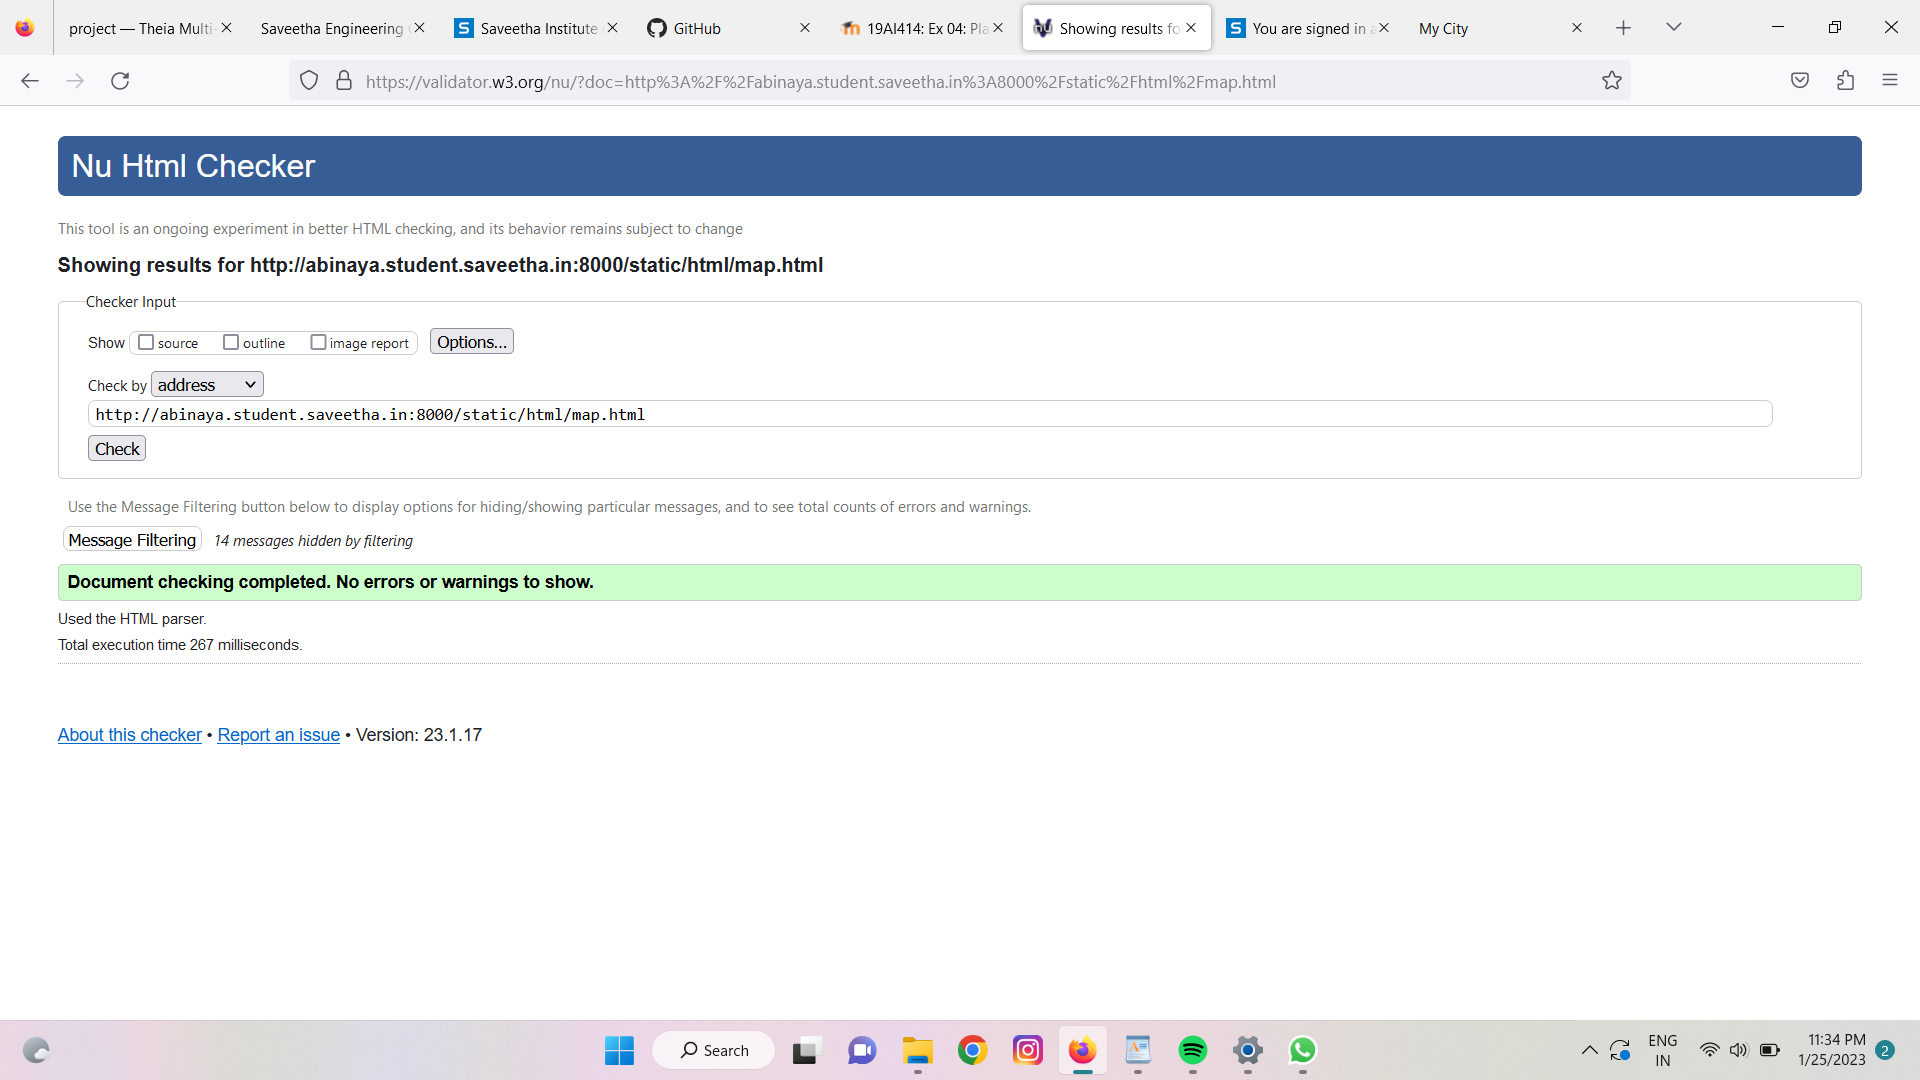 project — Theia Multi-
Saveetha Engineering
Saveetha Institute
GitHub
19AI414: Ex 04: Pla
Showing results fo
You are signed in a
My City
https://validator.w3.org/nu/?doc=http%3A%2F%2Fabinaya.student.saveetha.in%3A8000%2Fstatic%2Fhtml%2Fmap.html
Nu Html Checker
This tool is an ongoing experiment in better HTML checking, and its behavior remains subject to change
Showing results for http://abinaya.student.saveetha.in:8000/static/html/map.html
Checker Input
Show source outline image report Options...
Check by address
http://abinaya.student.saveetha.in:8000/static/html/map.html
Check
Use the Message Filtering button below to display options for hiding/showing particular messages, and to see total counts of errors and warnings.
Message Filtering 14 messages hidden by filtering
Document checking completed. No errors or warnings to show.
Used the HTML parser.
Total execution time 267 milliseconds.
About this checker • Report an issue • Version: 23.1.17
Search
ENG
IN
11:34 PM
1/25/2023
2